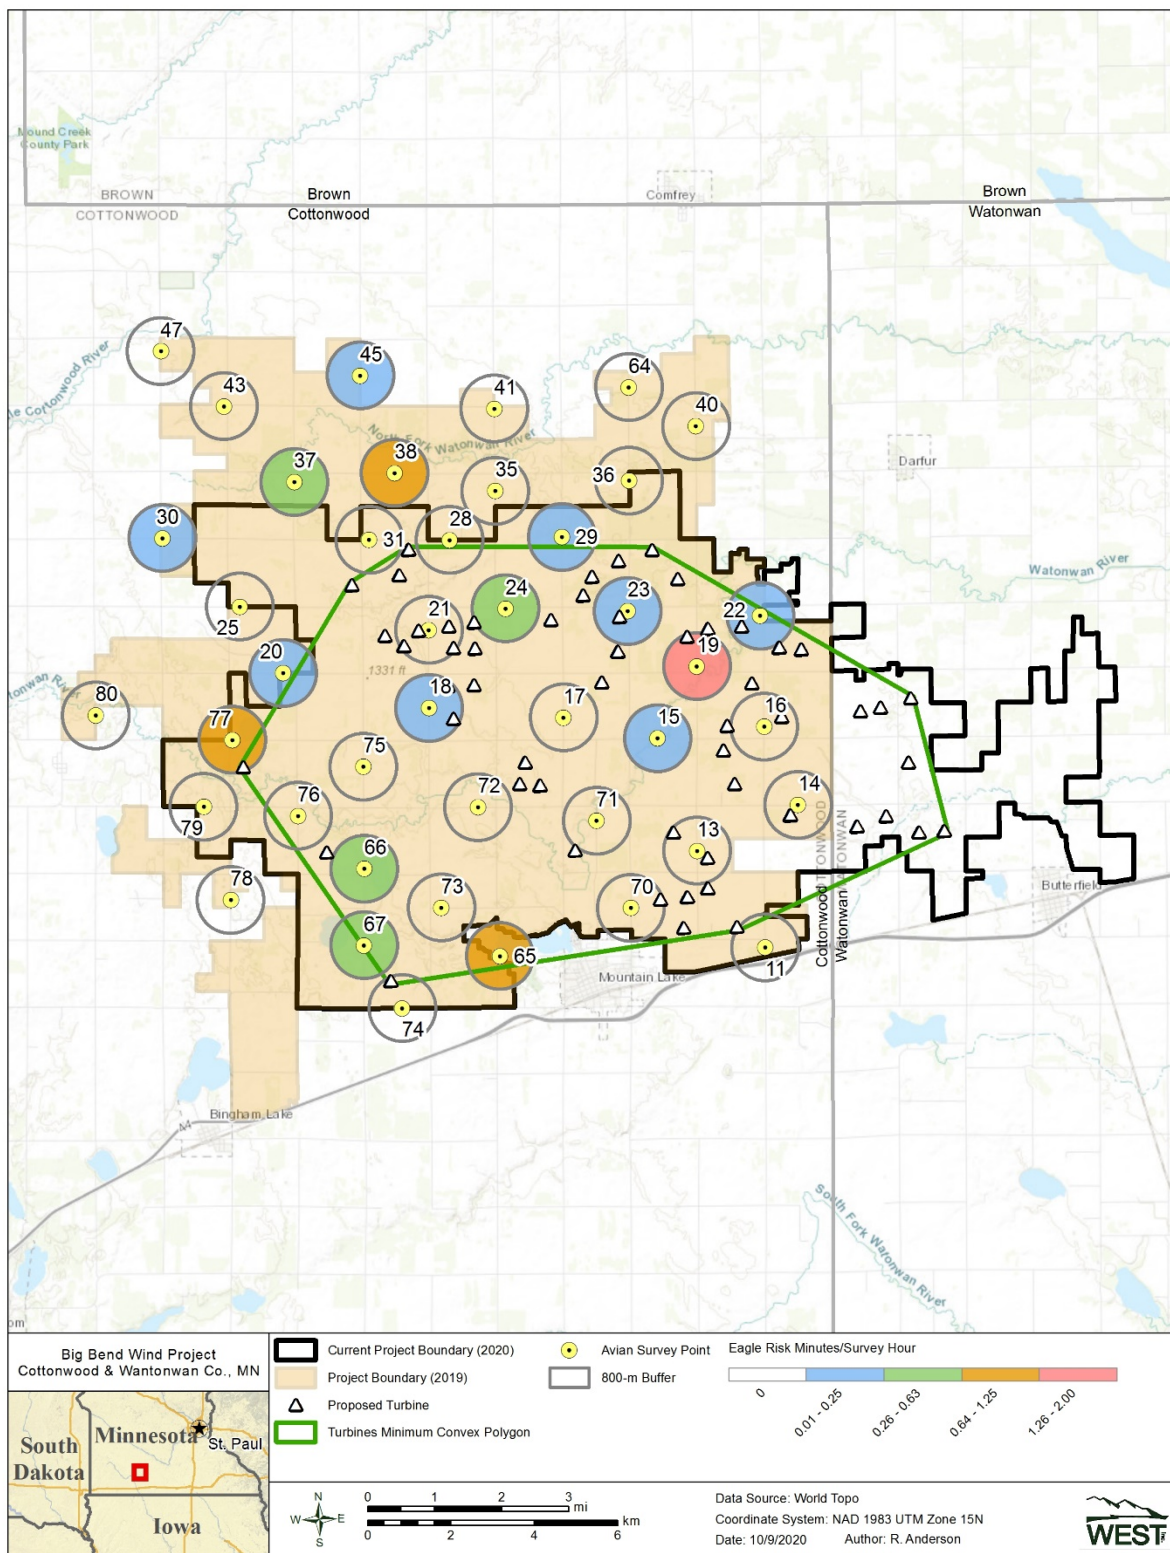 Mound Creek
County Park
BROWN
COTTONWOOD
Brown
Cottonwood
Comfrey
Brown
Watonwan
47
45
64
43
41
40
le Cottonwood River
North Fork Watonwan River
Darfur
37
38
35
36
30
31
28
29
Watonwan River
25
21
24
23
22
20
1331 ft
19
80
tonwan River
77
18
17
15
16
75
79
76
72
71
14
13
66
78
73
70
67
65
11
74
COTTONWOOD
WATONWAN
Cottonwood
Watonwan
Butterfield
Mountain Lake
Bingham Lake
South Fork Watonwan River
om
Big Bend Wind Project
Cottonwood & Wantonwan Co., MN
Current Project Boundary (2020)
Project Boundary (2019)
Proposed Turbine
Turbines Minimum Convex Polygon
Avian Survey Point
800-m Buffer
Eagle Risk Minutes/Survey Hour
0
0.01 - 0.25
0.26 - 0.63
0.64 - 1.25
1.26 - 2.00
South
Dakota
Minnesota
St. Paul
Iowa
N
W E
S
0 1 2 3
mi
km
0 2 4 6
Data Source: World Topo
Coordinate System: NAD 1983 UTM Zone 15N
Date: 10/9/2020 Author: R. Anderson
WEST